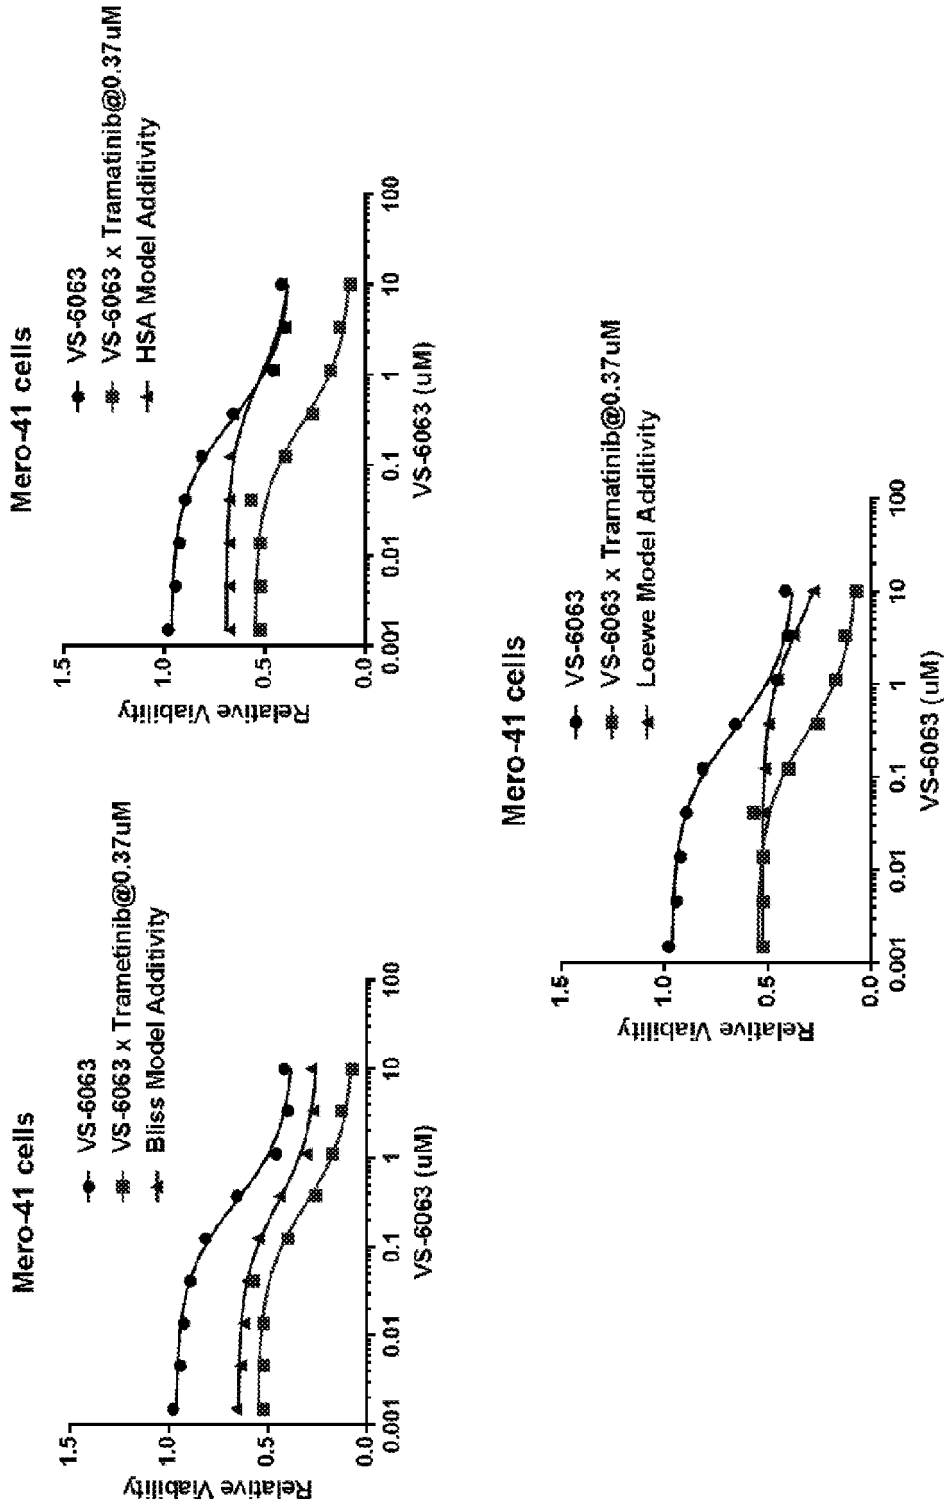 Mero-41 cells
VS-6063
VS-6063 x Trametinib@0.37uM
Bliss Model Additivity
Relative Viability
1.5
1.0
0.5
0.0
0.001
0.01
0.1
1
10
100
VS-6063 (uM)
Mero-41 cells
VS-6063
VS-6063 x Tramatinib@0.37uM
HSA Model Additivity
Relative Viability
1.5
1.0
0.5
0.0
0.001
0.01
0.1
1
10
100
VS-6063 (uM)
Mero-41 cells
VS-6063
VS-6063 x Tramatinib@0.37uM
Loewe Model Additivity
Relative Viability
1.5
1.0
0.5
0.0
0.001
0.01
0.1
1
10
100
VS-6063 (uM)